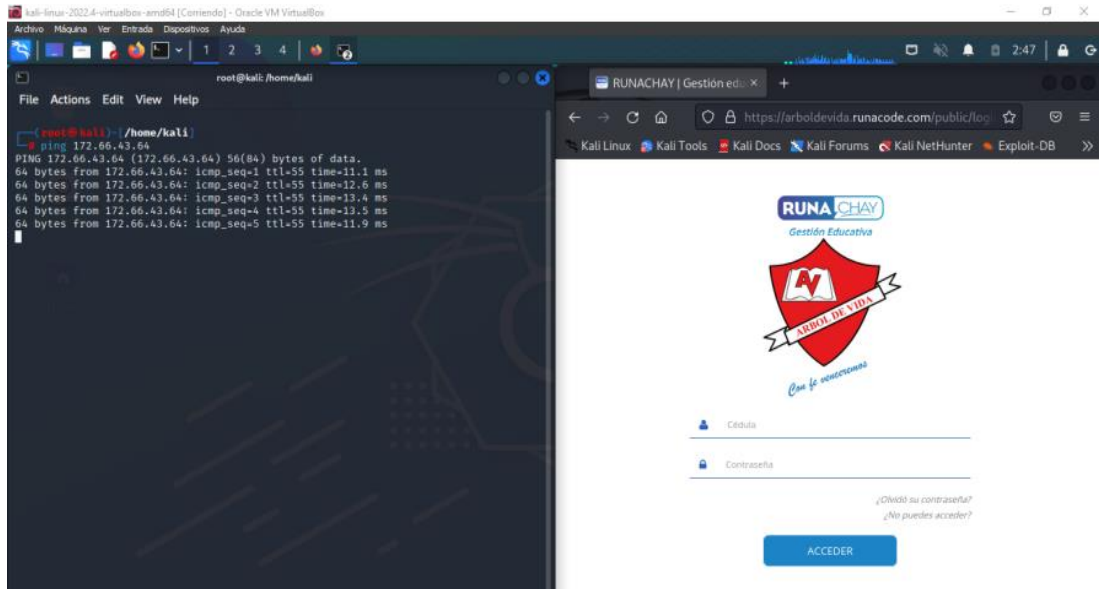 kali-linux-2022.4-virtualbox-amd64 [Corriendo] - Oracle VM VirtualBox
Archivo Máquina Ver Entrada Dispositivos Ayuda
1 2 3 4
2:47
root@kali: /home/kali
File Actions Edit View Help
(root㉿kali)-[/home/kali]
# ping 172.66.43.64
PING 172.66.43.64 (172.66.43.64) 56(84) bytes of data.
64 bytes from 172.66.43.64: icmp_seq=1 ttl=55 time=11.1 ms
64 bytes from 172.66.43.64: icmp_seq=2 ttl=55 time=12.6 ms
64 bytes from 172.66.43.64: icmp_seq=3 ttl=55 time=13.4 ms
64 bytes from 172.66.43.64: icmp_seq=4 ttl=55 time=13.5 ms
64 bytes from 172.66.43.64: icmp_seq=5 ttl=55 time=11.9 ms
RUNACHAY | Gestión edu
https://arboldevida.runacode.com/public/log
Kali Linux Kali Tools Kali Docs Kali Forums Kali NetHunter Exploit-DB
RUNA CHAY
Gestión Educativa
AV
ARBOL DE VIDA
Con fe venceremos
Cédula
Contraseña
¿Olvidó su contraseña?
¿No puedes acceder?
ACCEDER